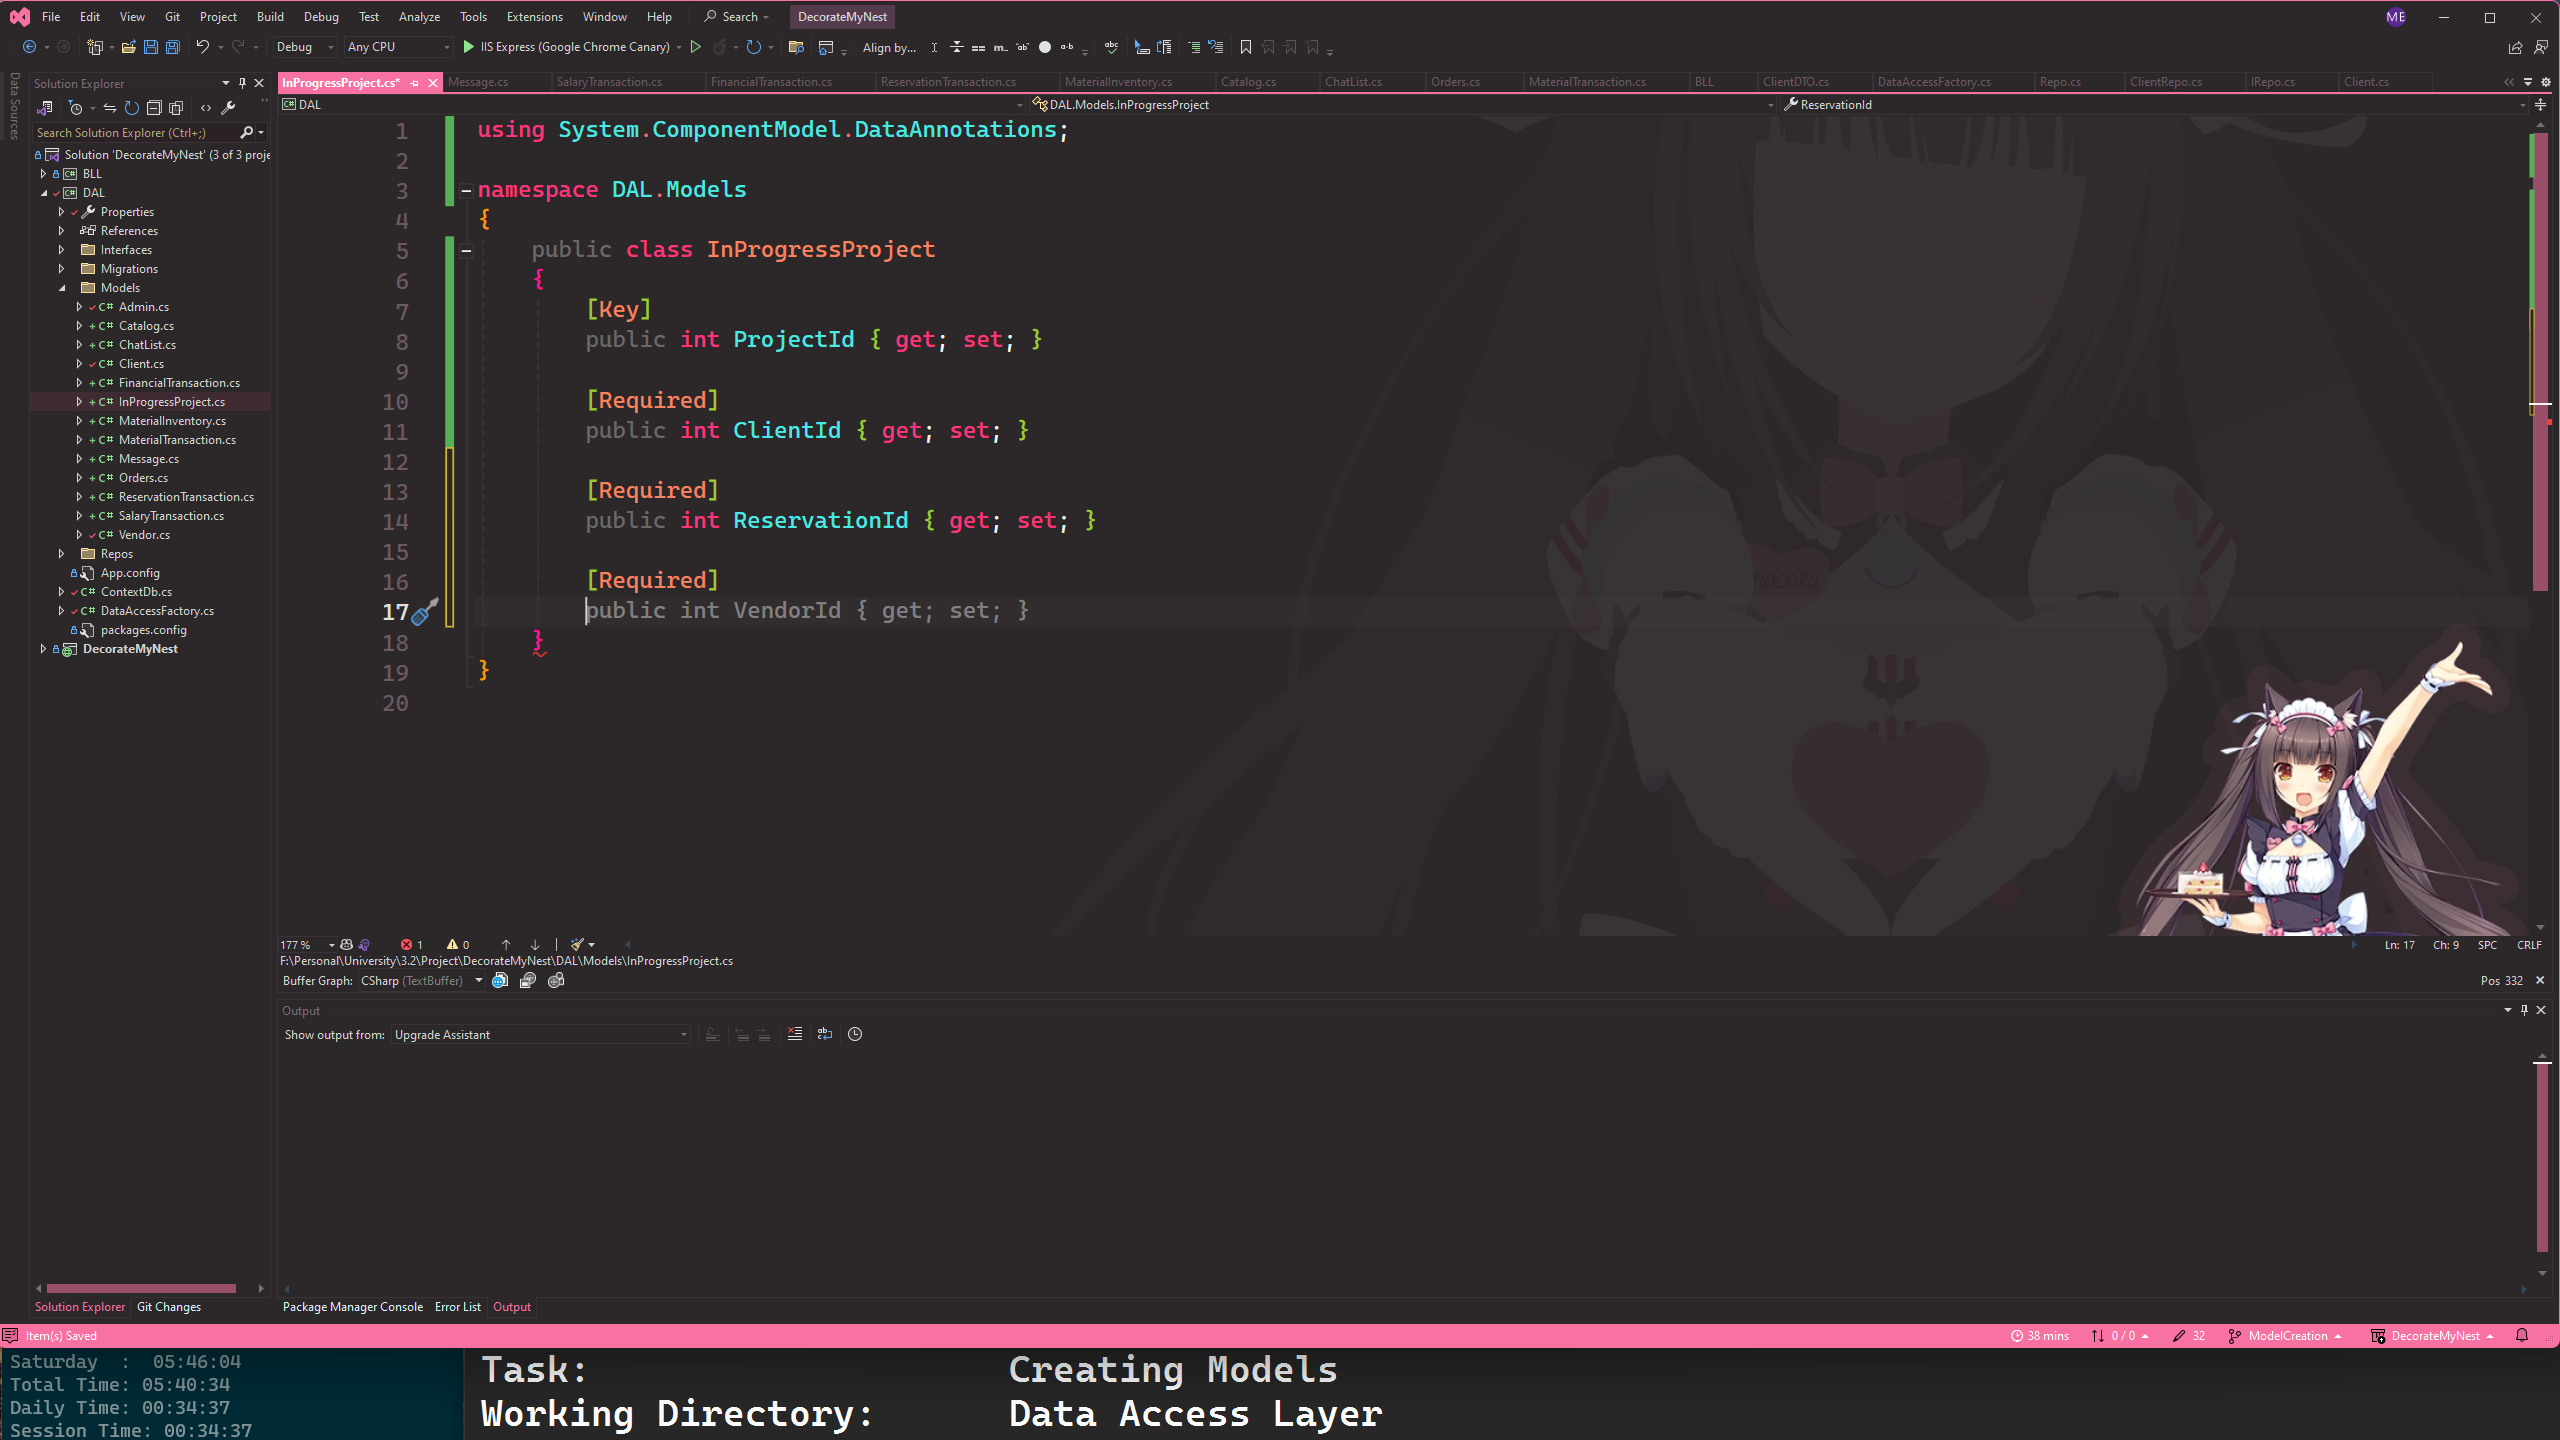 File Edit View Git Project Build Debug Test Analyze Tools Extensions Window Help Search DecorateMyNest ME
Debug Any CPU IIS Express (Google Chrome Canary) Align by...
Data Sources
Solution Explorer
Search Solution Explorer (Ctrl+;)
Solution 'DecorateMyNest' (3 of 3 proje
BLL
DAL
Properties
References
Interfaces
Migrations
Models
C# Admin.cs
C# Catalog.cs
C# ChatList.cs
C# Client.cs
C# FinancialTransaction.cs
C# InProgressProject.cs
C# MaterialInventory.cs
C# MaterialTransaction.cs
C# Message.cs
C# Orders.cs
C# ReservationTransaction.cs
C# SalaryTransaction.cs
C# Vendor.cs
Repos
App.config
C# ContextDb.cs
C# DataAccessFactory.cs
packages.config
DecorateMyNest
Solution Explorer Git Changes
InProgressProject.cs* Message.cs SalaryTransaction.cs FinancialTransaction.cs ReservationTransaction.cs MaterialInventory.cs Catalog.cs ChatList.cs Orders.cs MaterialTransaction.cs BLL ClientDTO.cs DataAccessFactory.cs Repo.cs ClientRepo.cs IRepo.cs Client.cs
DAL DAL.Models.InProgressProject ReservationId
1 using System.ComponentModel.DataAnnotations;
2
3 namespace DAL.Models
4 {
5 public class InProgressProject
6 {
7 [Key]
8 public int ProjectId { get; set; }
9
10 [Required]
11 public int ClientId { get; set; }
12
13 [Required]
14 public int ReservationId { get; set; }
15
16 [Required]
17 public int VendorId { get; set; }
18 }
19 }
20
177 % 1 0 Ln: 17 Ch: 9 SPC CRLF
F:\Personal\University\3.2\Project\DecorateMyNest\DAL\Models\InProgressProject.cs
Buffer Graph: CSharp (TextBuffer) Pos 332
Output
Show output from: Upgrade Assistant
Package Manager Console Error List Output
Item(s) Saved 38 mins 0 / 0 32 ModelCreation DecorateMyNest
Saturday : 05:46:04
Total Time: 05:40:34
Daily Time: 00:34:37
Session Time: 00:34:37
Task: Creating Models
Working Directory: Data Access Layer